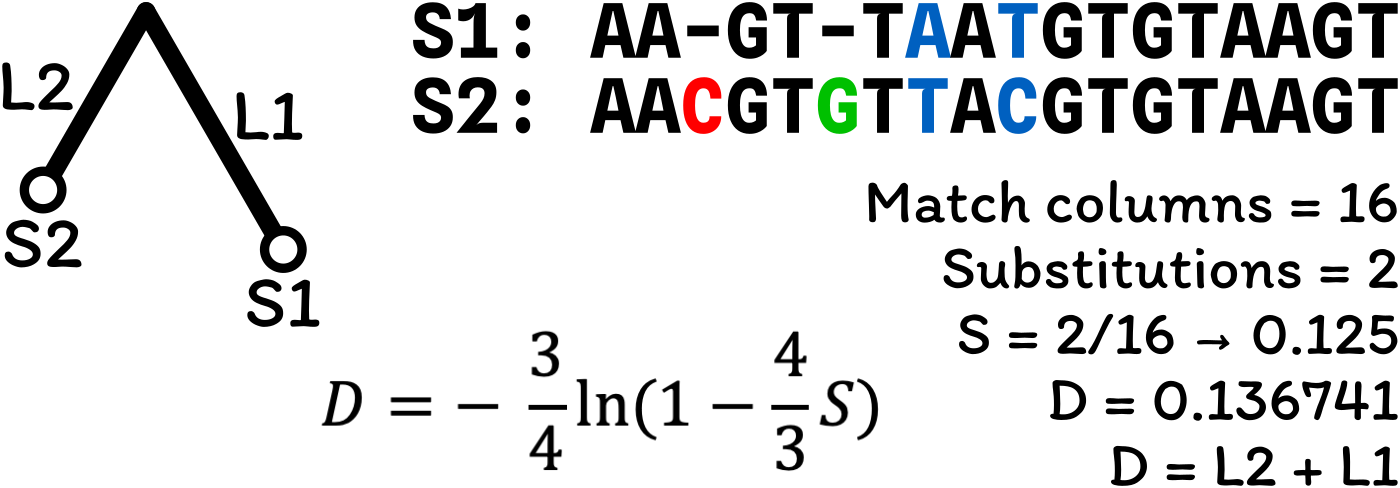 S1: AA-GT-TAATGTGTAAGT
S2: AACGTGTTACGTGTAAGT
L2
L1
S2
S1
Match columns = 16
Substitutions = 2
S = 2/16 → 0.125
D = 0.136741
D = L2 + L1
D = − 3/4 ln(1 − 4/3 S)